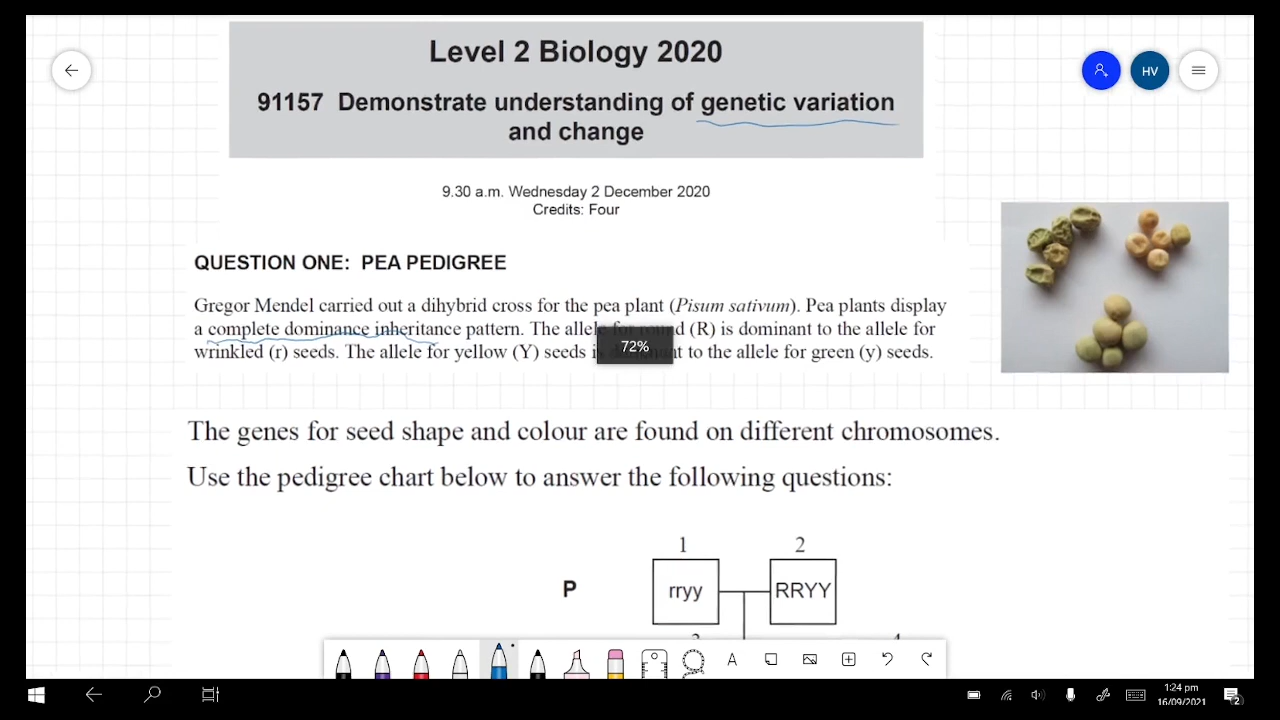 Level 2 Biology 2020
91157 Demonstrate understanding of genetic variation
and change
HV
9.30 a.m. Wednesday 2 December 2020
Credits: Four
QUESTION ONE: PEA PEDIGREE
Gregor Mendel carried out a dihybrid cross for the pea plant (Pisum sativum). Pea plants display
a complete dominance inheritance pattern. The allele for round (R) is dominant to the allele for
wrinkled (r) seeds. The allele for yellow (Y) seeds is dominant to the allele for green (y) seeds.
72%
The genes for seed shape and colour are found on different chromosomes.
Use the pedigree chart below to answer the following questions:
1 2
P rryy RRYY
A
1:24 pm
16/09/2021
2